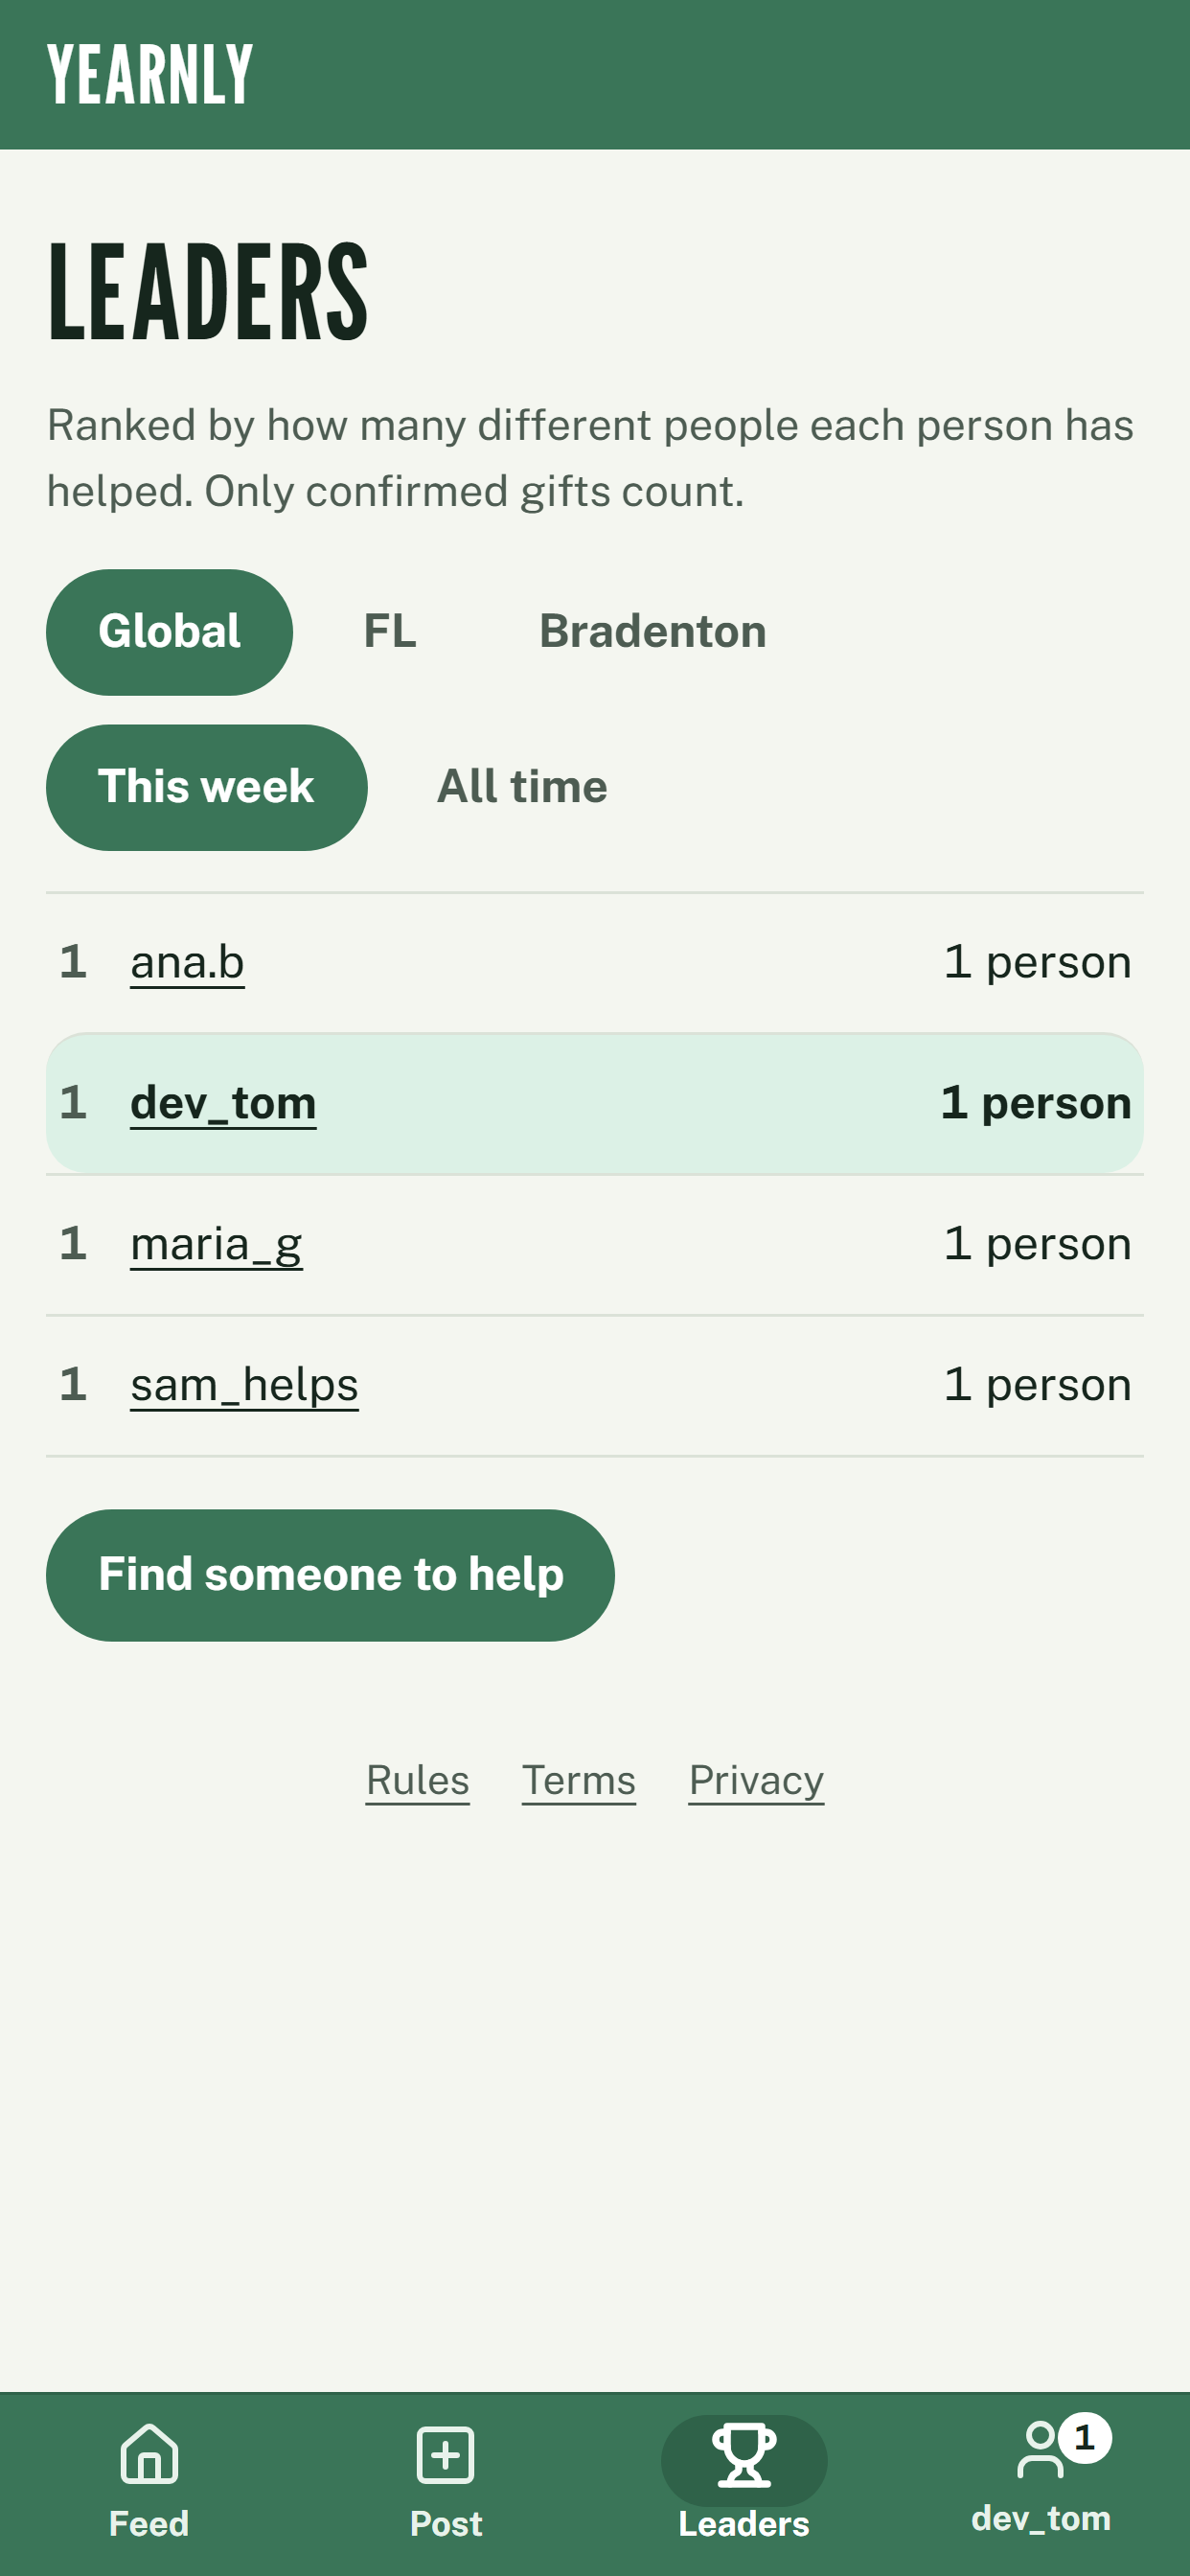 YEARNLY
LEADERS
Ranked by how many different people each person has
helped. Only confirmed gifts count.
Global FL Bradenton
This week All time
1 ana.b 1 person
1 dev_tom 1 person
1 maria_g 1 person
1 sam_helps 1 person
Find someone to help
Rules Terms Privacy
1
Feed Post Leaders dev_tom